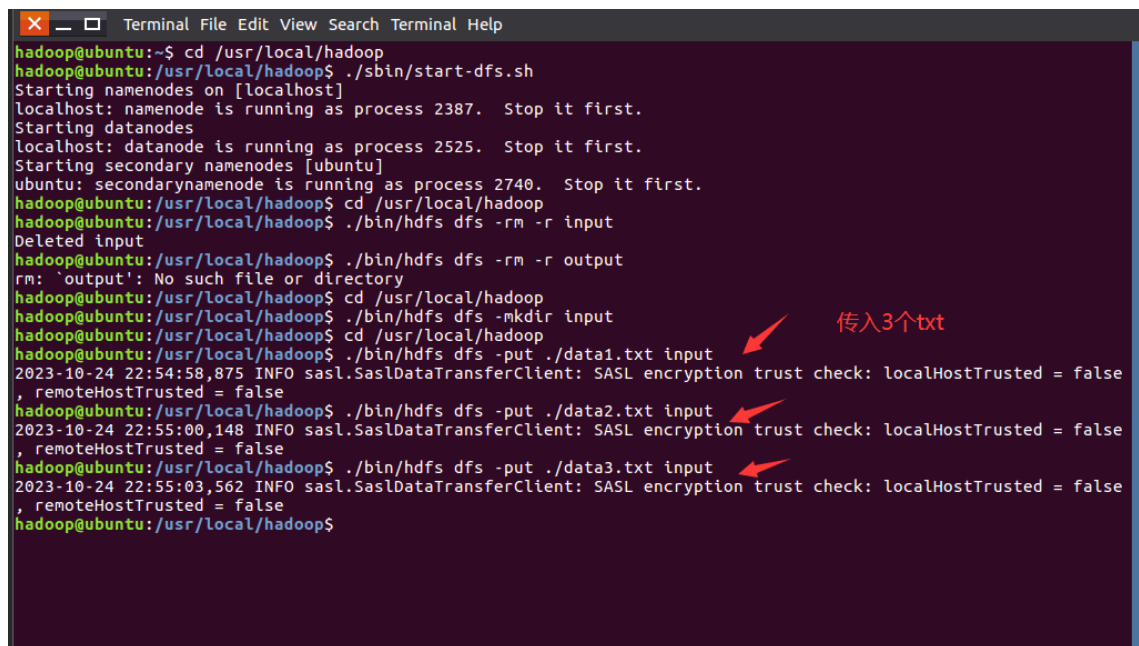 Terminal File Edit View Search Terminal Help
hadoop@ubuntu:~$ cd /usr/local/hadoop
hadoop@ubuntu:/usr/local/hadoop$ ./sbin/start-dfs.sh
Starting namenodes on [localhost]
localhost: namenode is running as process 2387.  Stop it first.
Starting datanodes
localhost: datanode is running as process 2525.  Stop it first.
Starting secondary namenodes [ubuntu]
ubuntu: secondarynamenode is running as process 2740.  Stop it first.
hadoop@ubuntu:/usr/local/hadoop$ cd /usr/local/hadoop
hadoop@ubuntu:/usr/local/hadoop$ ./bin/hdfs dfs -rm -r input
Deleted input
hadoop@ubuntu:/usr/local/hadoop$ ./bin/hdfs dfs -rm -r output
rm: `output': No such file or directory
hadoop@ubuntu:/usr/local/hadoop$ cd /usr/local/hadoop
hadoop@ubuntu:/usr/local/hadoop$ ./bin/hdfs dfs -mkdir input
传入3个txt
hadoop@ubuntu:/usr/local/hadoop$ cd /usr/local/hadoop
hadoop@ubuntu:/usr/local/hadoop$ ./bin/hdfs dfs -put ./data1.txt input
2023-10-24 22:54:58,875 INFO sasl.SaslDataTransferClient: SASL encryption trust check: localHostTrusted = false
, remoteHostTrusted = false
hadoop@ubuntu:/usr/local/hadoop$ ./bin/hdfs dfs -put ./data2.txt input
2023-10-24 22:55:00,148 INFO sasl.SaslDataTransferClient: SASL encryption trust check: localHostTrusted = false
, remoteHostTrusted = false
hadoop@ubuntu:/usr/local/hadoop$ ./bin/hdfs dfs -put ./data3.txt input
2023-10-24 22:55:03,562 INFO sasl.SaslDataTransferClient: SASL encryption trust check: localHostTrusted = false
, remoteHostTrusted = false
hadoop@ubuntu:/usr/local/hadoop$